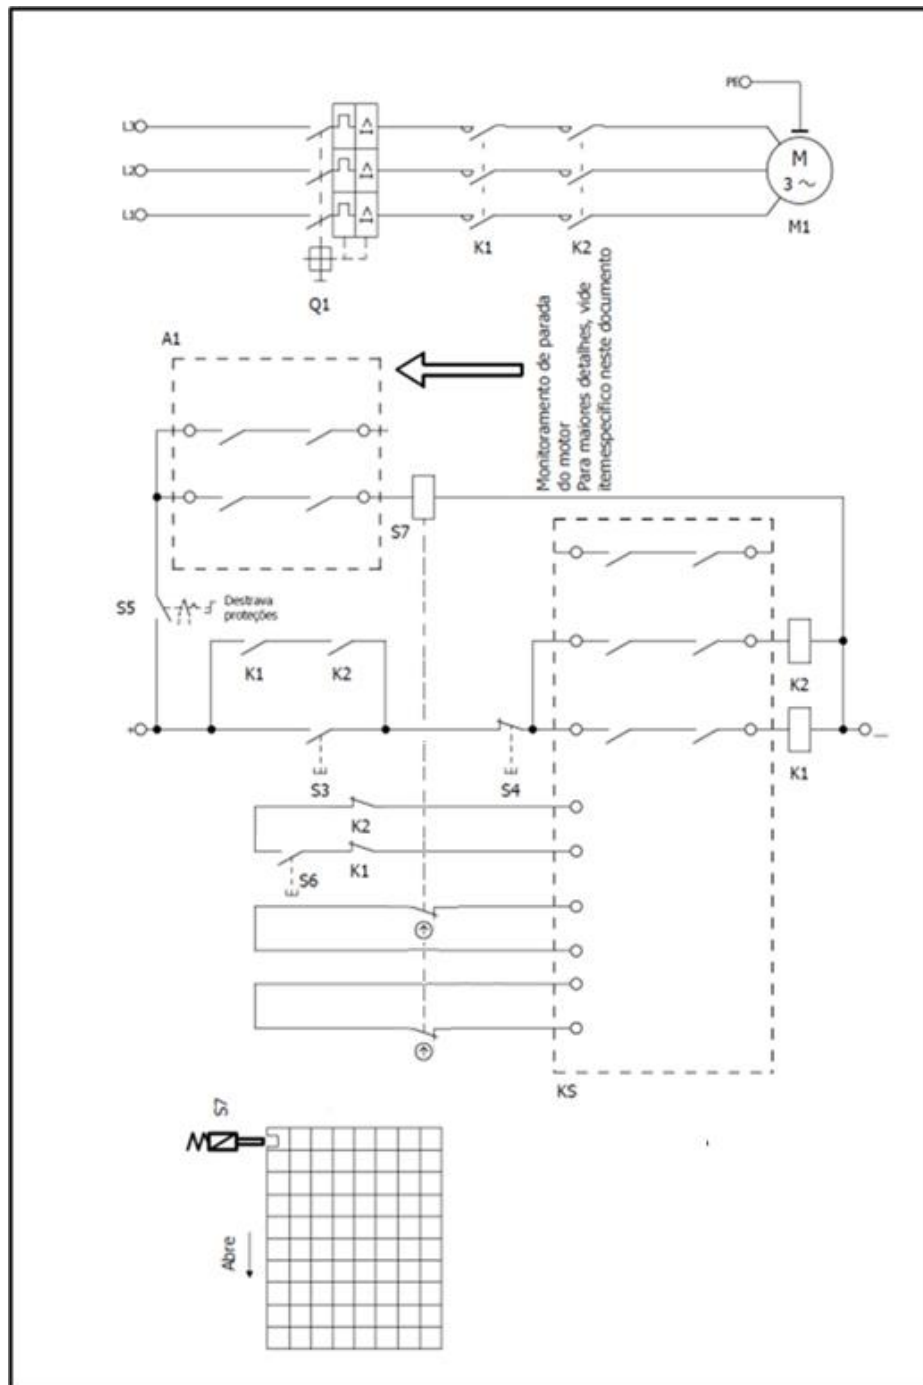 PE
L3
L2
L1
M
3 ~
M1
I>
I>
I>
K1
K2
Q1
A1
Monitoramento de parada
do motor
Para maiores detalhes, vide
itemespecífico neste documento
S7
S5
Destrava
proteções
K1
K2
K2
+
S3
S4
K1
—
K2
K1
S6
KS
S7
Abre